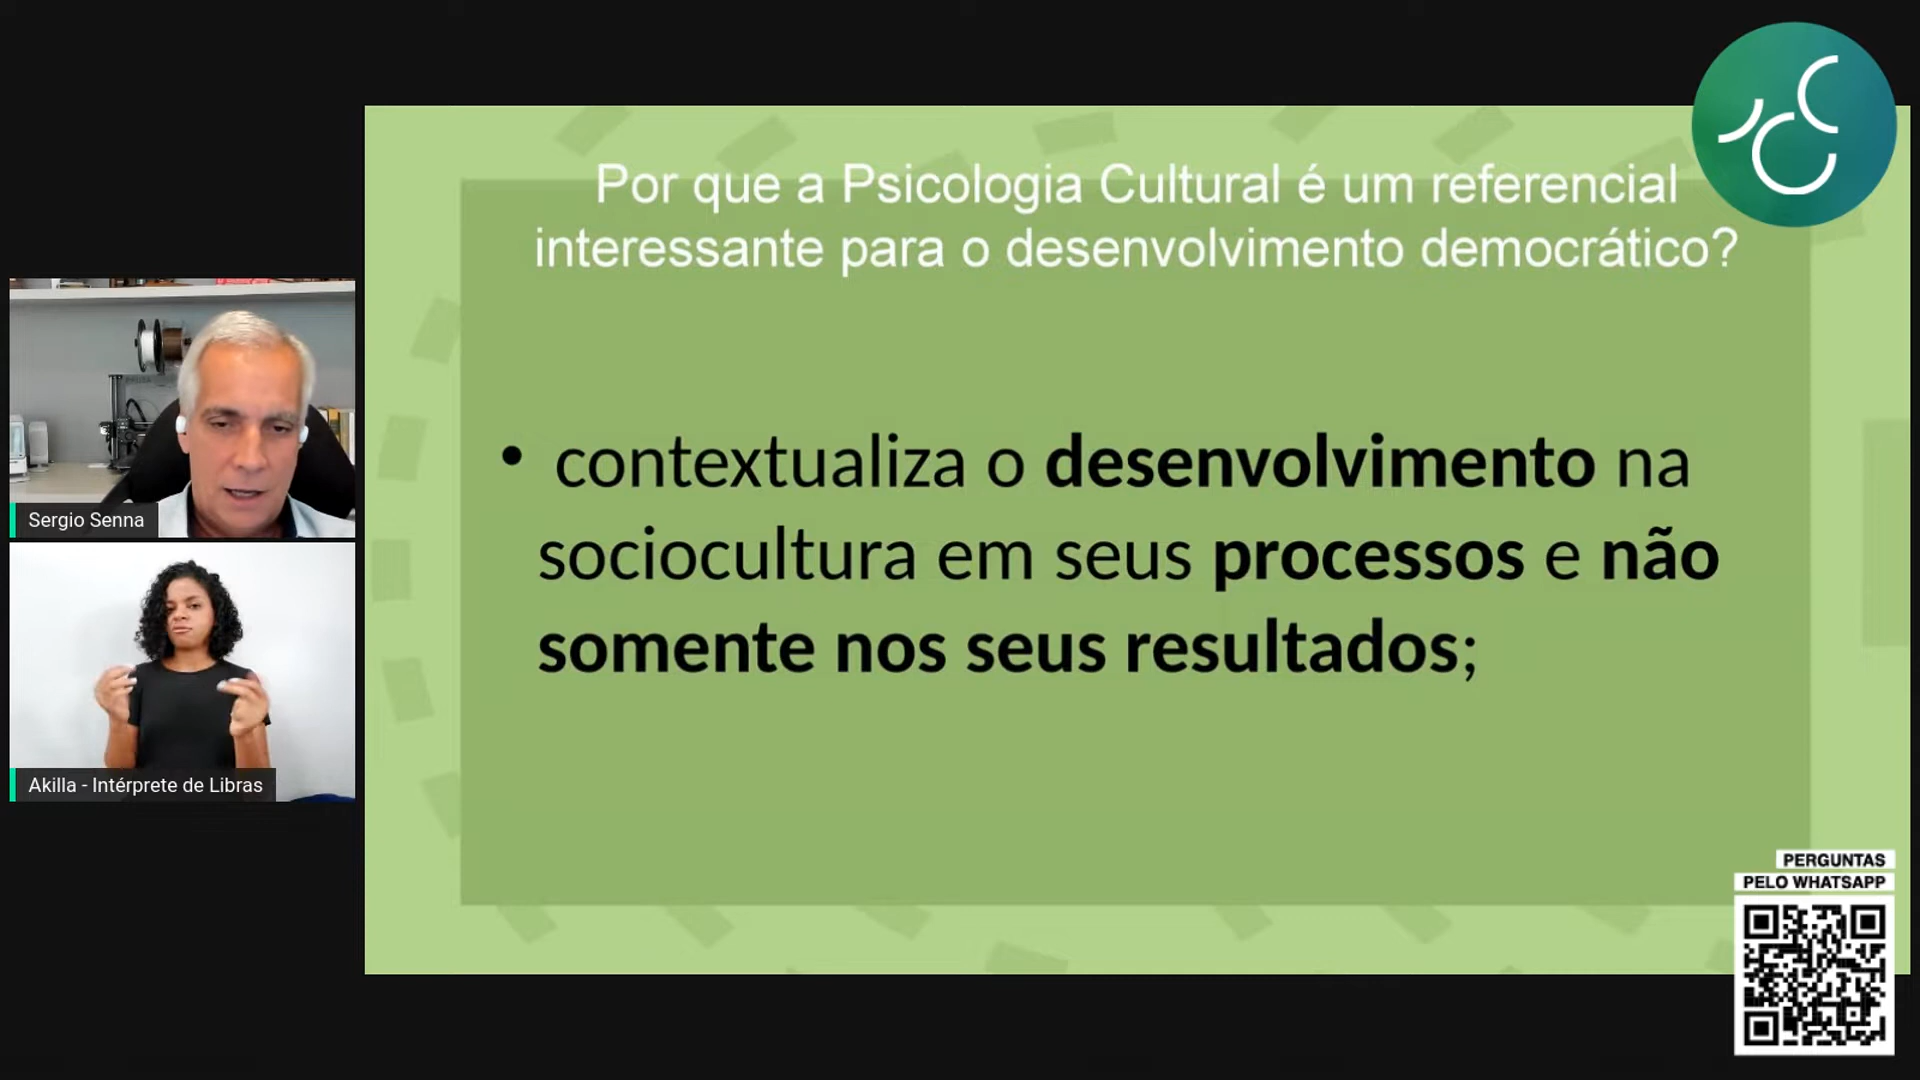 Por que a Psicologia Cultural é um referencial
interessante para o desenvolvimento democrático?
• contextualiza o desenvolvimento na
sociocultura em seus processos e não
somente nos seus resultados;
Sergio Senna
Akilla - Intérprete de Libras
PERGUNTAS
PELO WHATSAPP